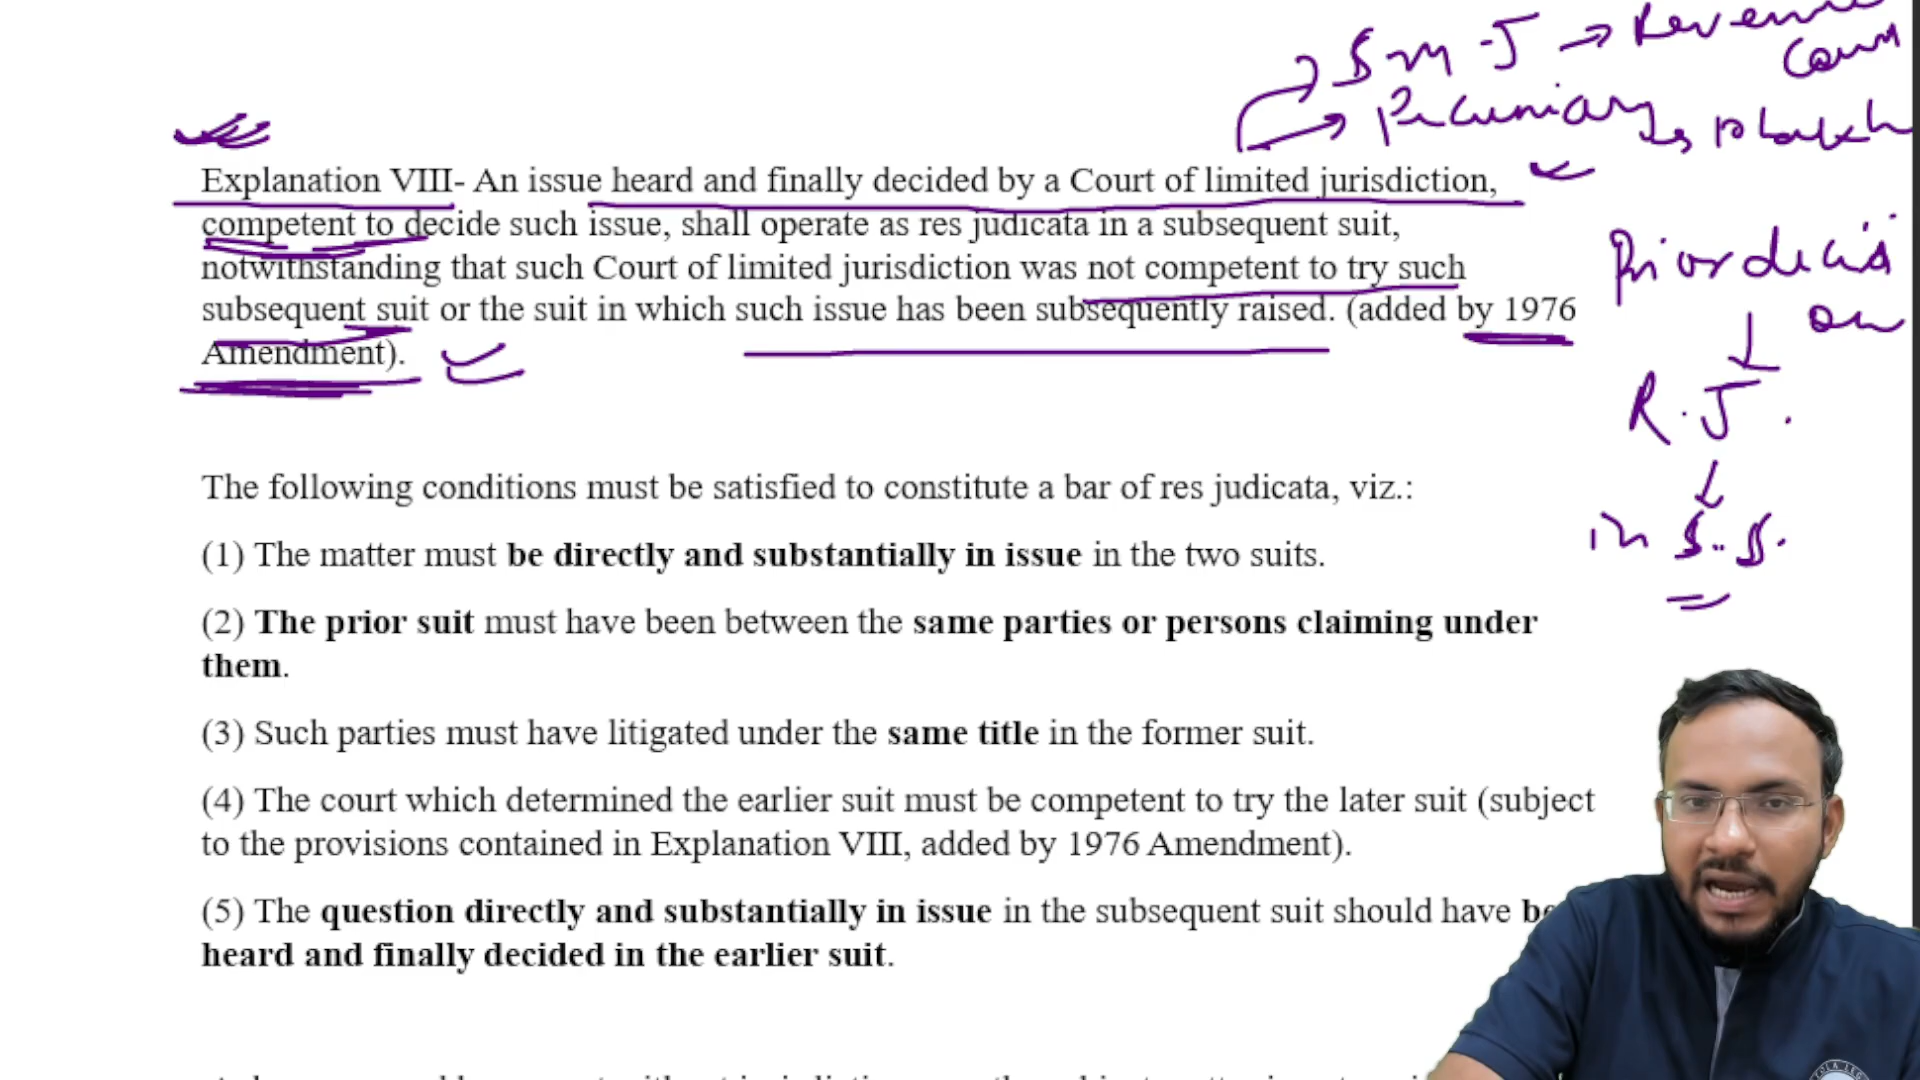 S m - J → Revenue
Court
Pecuniary → 10 lakh
Explanation VIII- An issue heard and finally decided by a Court of limited jurisdiction,
competent to decide such issue, shall operate as res judicata in a subsequent suit,
notwithstanding that such Court of limited jurisdiction was not competent to try such
subsequent suit or the suit in which such issue has been subsequently raised. (added by 1976
Amendment).
Prior decisi
on
R.J.
in S.S.
The following conditions must be satisfied to constitute a bar of res judicata, viz.:
(1) The matter must be directly and substantially in issue in the two suits.
(2) The prior suit must have been between the same parties or persons claiming under
them.
(3) Such parties must have litigated under the same title in the former suit.
(4) The court which determined the earlier suit must be competent to try the later suit (subject
to the provisions contained in Explanation VIII, added by 1976 Amendment).
(5) The question directly and substantially in issue in the subsequent suit should have be
heard and finally decided in the earlier suit.